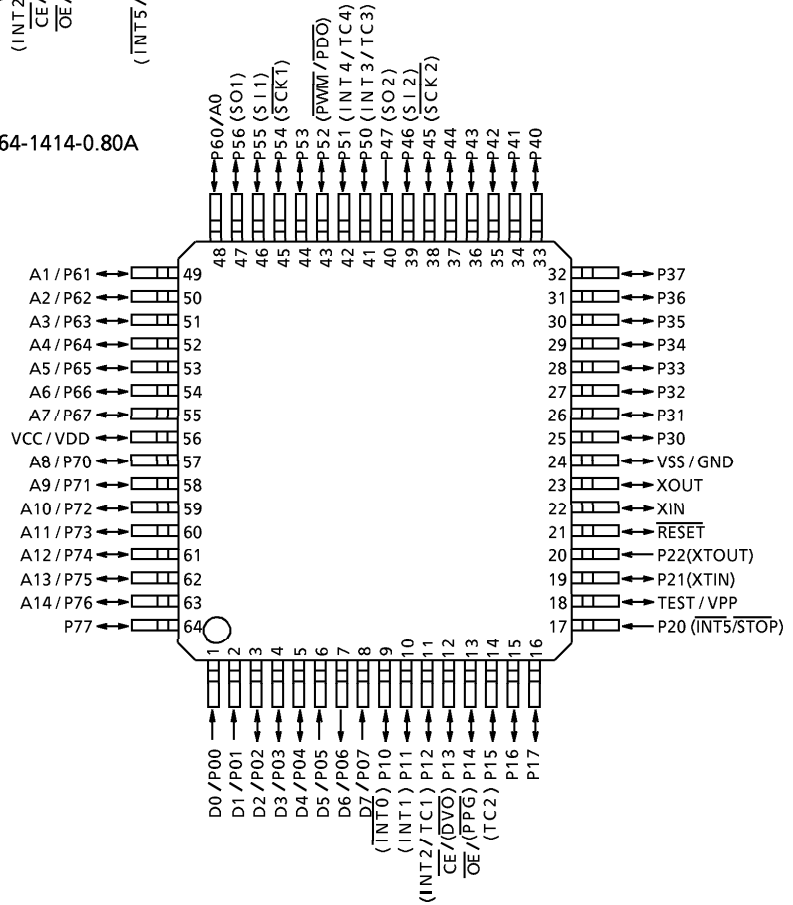 (INT2
CE/
OE/
(INT5/
64-1414-0.80A
P60/A0
P56 (SO1)
P55 (SI1)
P54 (SCK1)
P53
P52 (PWM/PDO)
P51 (INT4/TC4)
P50 (INT3/TC3)
P47 (SO2)
P46 (SI2)
P45 (SCK2)
P44
P43
P42
P41
P40
48
47
46
45
44
43
42
41
40
39
38
37
36
35
34
33
A1/P61 49
A2/P62 50
A3/P63 51
A4/P64 52
A5/P65 53
A6/P66 54
A7/P67 55
VCC/VDD 56
A8/P70 57
A9/P71 58
A10/P72 59
A11/P73 60
A12/P74 61
A13/P75 62
A14/P76 63
P77 64
32 P37
31 P36
30 P35
29 P34
28 P33
27 P32
26 P31
25 P30
24 VSS/GND
23 XOUT
22 XIN
21 RESET
20 P22(XTOUT)
19 P21(XTIN)
18 TEST/VPP
17 P20 (INT5/STOP)
1
2
3
4
5
6
7
8
9
10
11
12
13
14
15
16
D0/P00
D1/P01
D2/P02
D3/P03
D4/P04
D5/P05
D6/P06
D7/P07
(INT0) P10
(INT1) P11
(INT2/TC1) P12
CE/(DVO) P13
OE/(PPG) P14
(TC2) P15
P16
P17